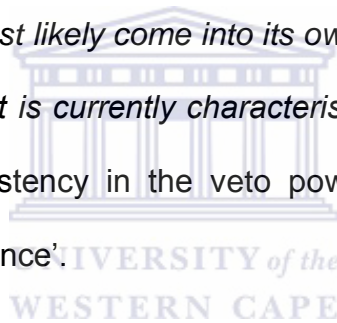 st likely come into its ow
t is currently characteris
stency in the veto pow
nce’.
UNIVERSITY of the
WESTERN CAPE